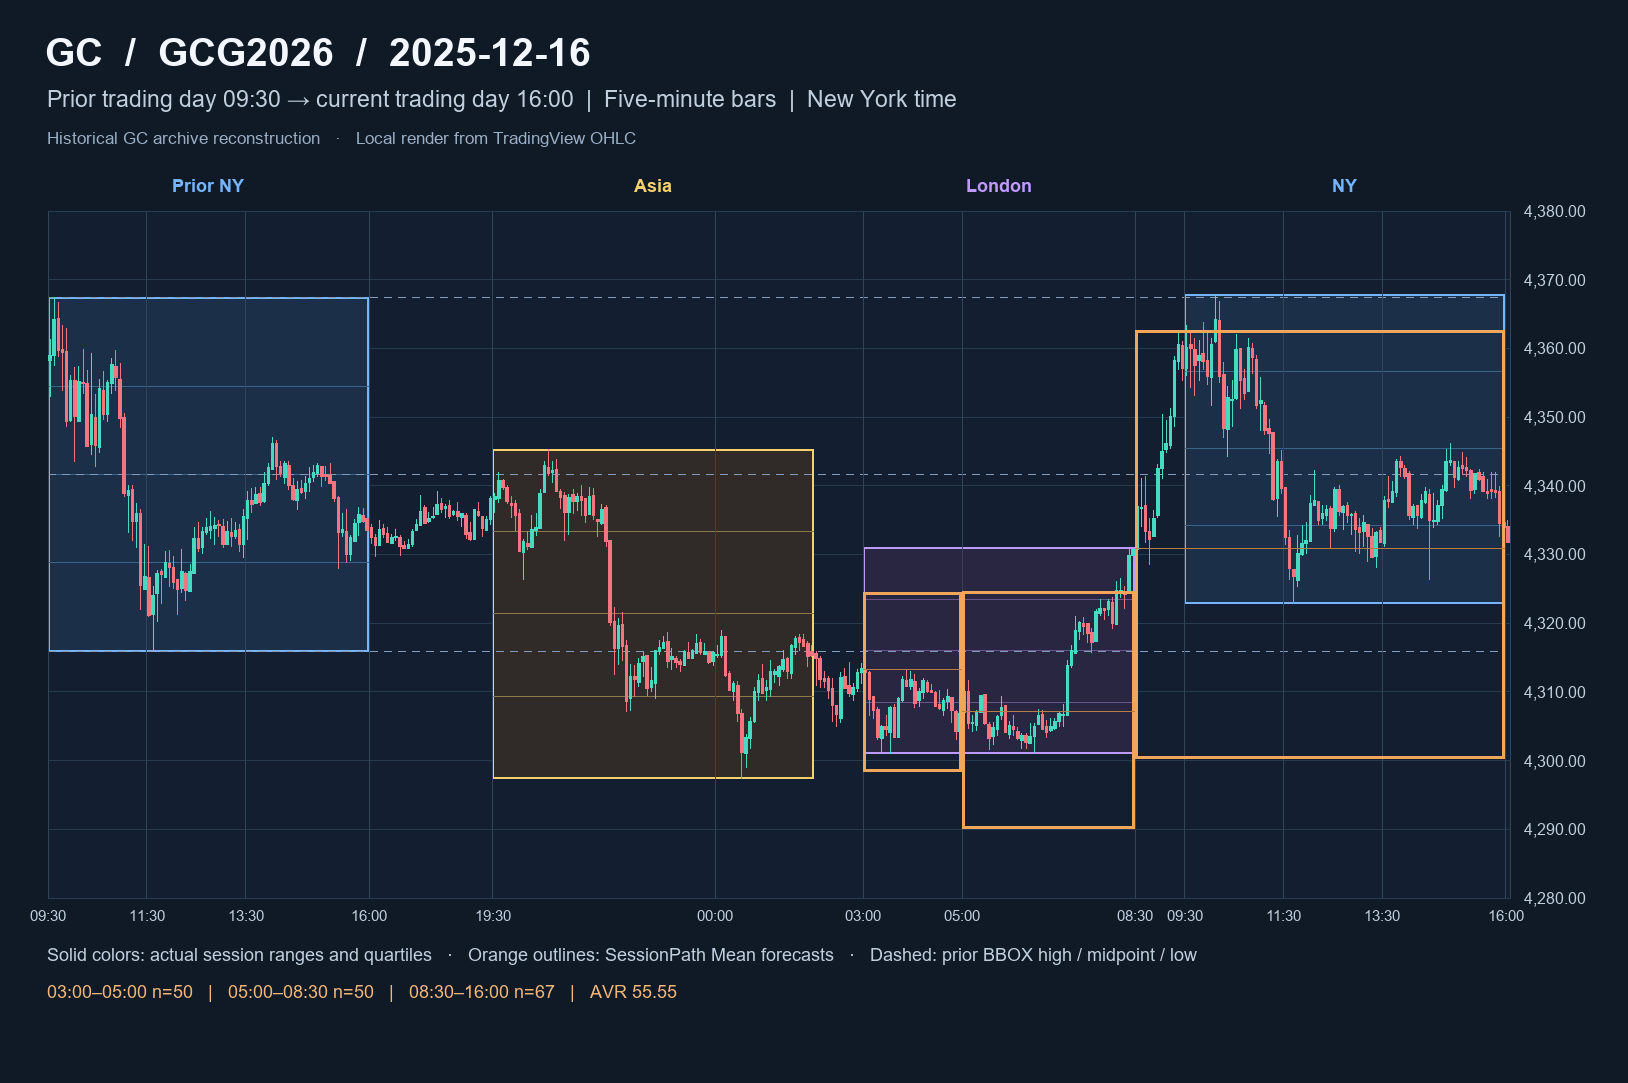 GC / GCG2026 / 2025-12-16
Prior trading day 09:30 → current trading day 16:00 | Five-minute bars | New York time
Historical GC archive reconstruction · Local render from TradingView OHLC
Prior NY Asia London NY
4,380.00
4,370.00
4,360.00
4,350.00
4,340.00
4,330.00
4,320.00
4,310.00
4,300.00
4,290.00
4,280.00
09:30 11:30 13:30 16:00 19:30 00:00 03:00 05:00 08:30 09:30 11:30 13:30 16:00
Solid colors: actual session ranges and quartiles · Orange outlines: SessionPath Mean forecasts · Dashed: prior BBOX high / midpoint / low
03:00–05:00 n=50 | 05:00–08:30 n=50 | 08:30–16:00 n=67 | AVR 55.55